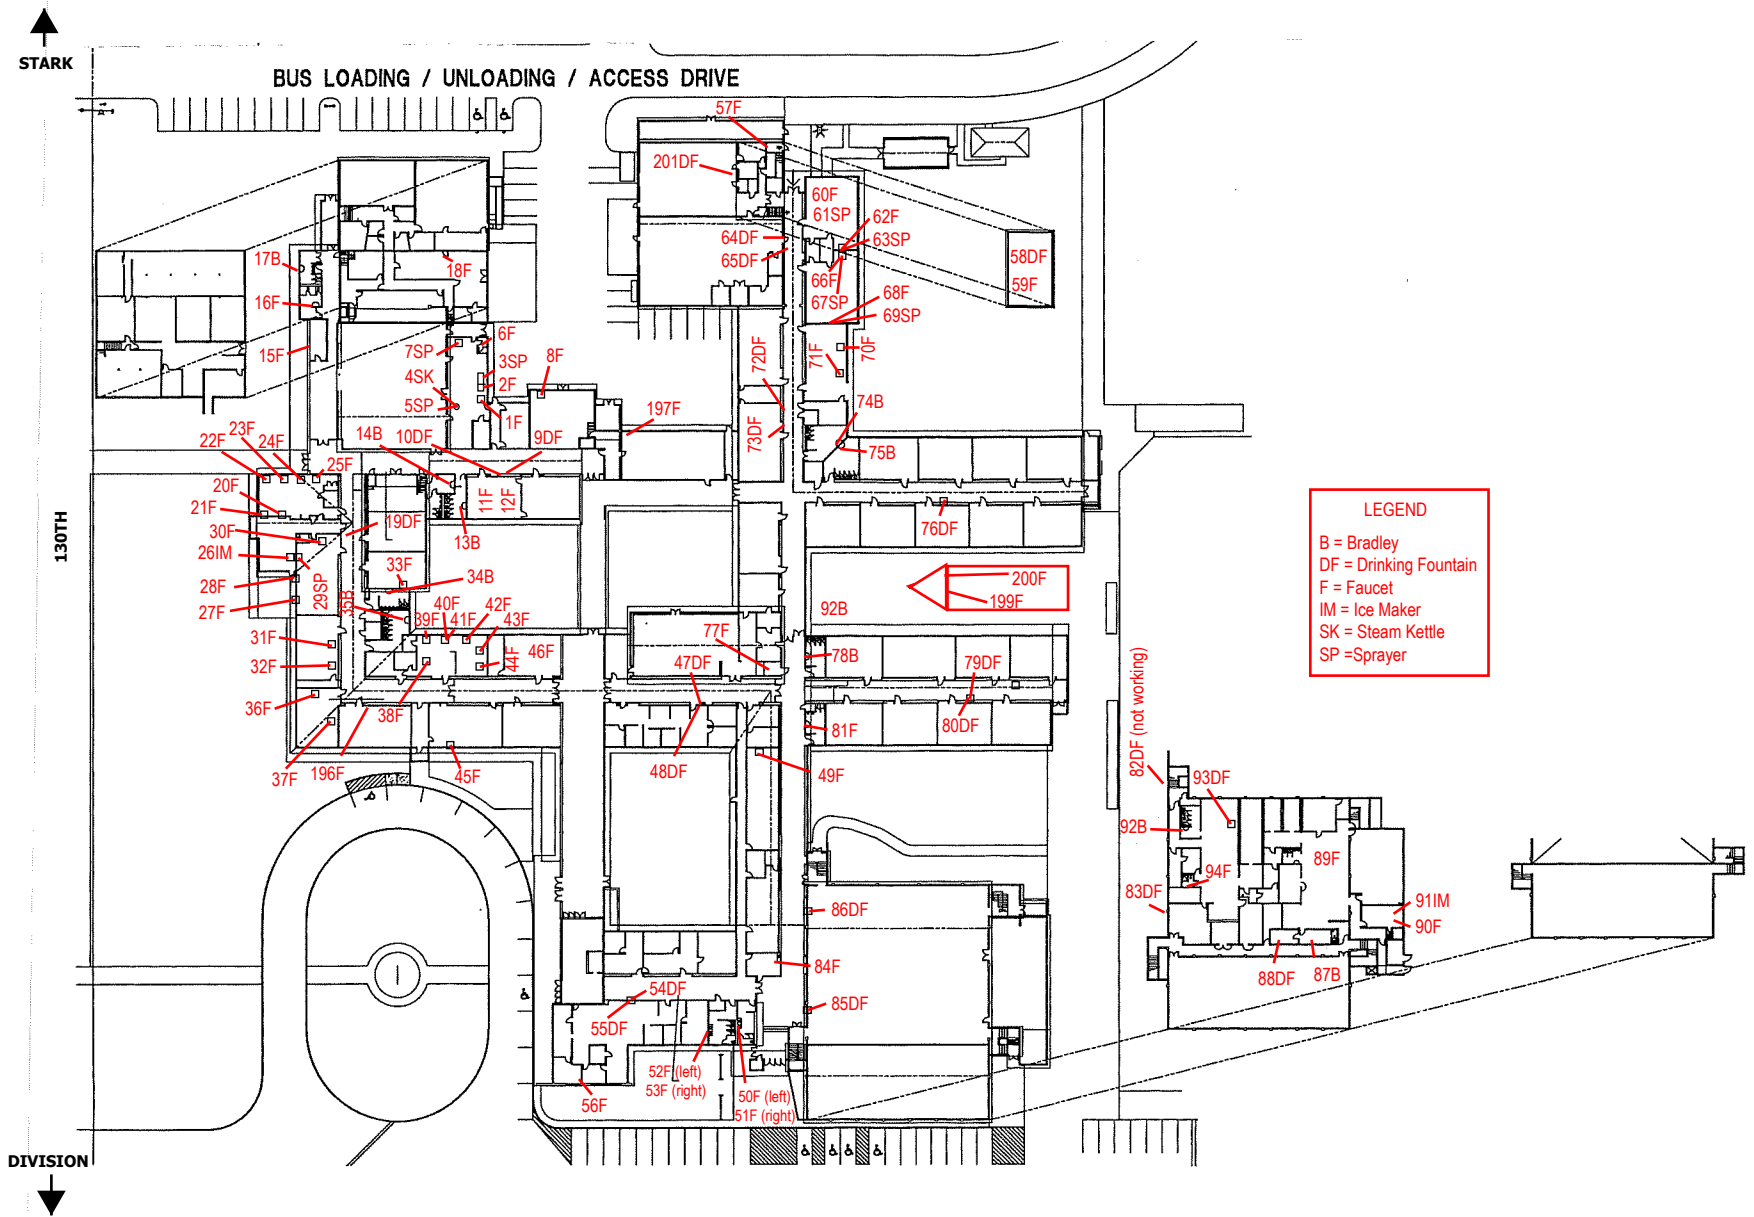 STARK
BUS LOADING / UNLOADING / ACCESS DRIVE
57F
201DF
60F
61SP
62F
63SP
64DF
65DF
66F
67SP
68F
69SP
58DF
59F
17B
18F
16F
15F
6F
7SP
3SP
8F
4SK
2F
5SP
1F
197F
72DF
71F
70F
73DF
74B
75B
14B
10DF
9DF
23F
22F
24F
25F
20F
21F
11F
12F
19DF
30F
13B
76DF
26IM
28F
29SP
27F
33F
34B
35B
130TH
LEGEND
B = Bradley
DF = Drinking Fountain
F = Faucet
IM = Ice Maker
SK = Steam Kettle
SP =Sprayer
200F
199F
92B
40F
42F
39F
41F
43F
44F
46F
31F
32F
77F
47DF
78B
79DF
36F
38F
80DF
81F
37F
196F
45F
48DF
49F
82DF (not working)
93DF
92B
89F
94F
83DF
91IM
90F
86DF
84F
88DF
87B
54DF
85DF
55DF
52F (left)
53F (right)
50F (left)
51F (right)
56F
DIVISION